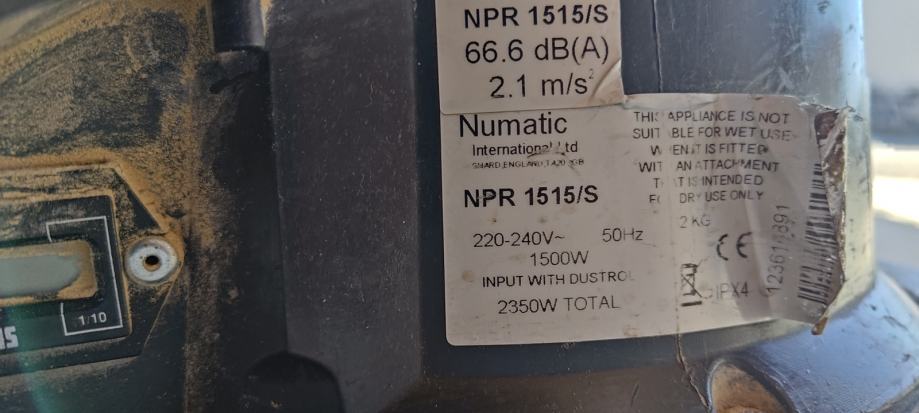 NPR 1515/S
66.6 dB(A)
2.1 m/s²
Numatic
International Ltd
NPR 1515/S
220-240V~ 50Hz
1500W
INPUT WITH DUSTROL
2350W TOTAL
THIS APPLIANCE IS NOT
SUITABLE FOR WET USE
WHEN IT IS FITTED
WITH AN ATTACHMENT
THAT IS INTENDED
FOR DRY USE ONLY
2 KG
CE
IPX4
1/10